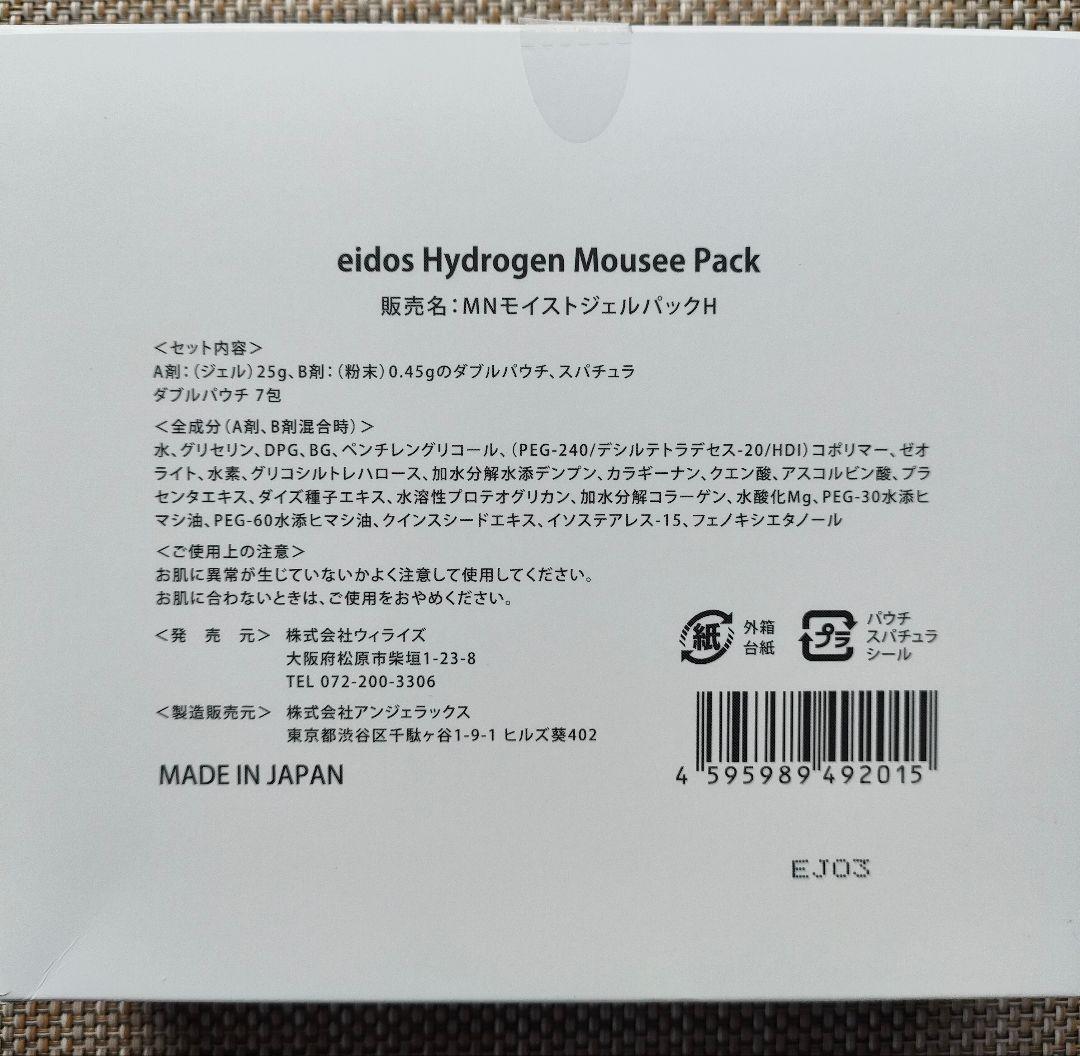 eidos Hydrogen Mousee Pack
販売名：MNモイストジェルパックH
＜セット内容＞
A剤：（ジェル）25g、B剤：（粉末）0.45gのダブルパウチ、スパチュラ
ダブルパウチ 7包
＜全成分（A剤、B剤混合時）＞
水、グリセリン、DPG、BG、ペンチレングリコール、（PEG-240/デシルテトラデセス-20/HDI）コポリマー、ゼオ
ライト、水素、グリコシルトレハロース、加水分解水添デンプン、カラギーナン、クエン酸、アスコルビン酸、プラ
センタエキス、ダイズ種子エキス、水溶性プロテオグリカン、加水分解コラーゲン、水酸化Mg、PEG-30水添ヒ
マシ油、PEG-60水添ヒマシ油、クインスシードエキス、イソステアレス-15、フェノキシエタノール
＜ご使用上の注意＞
お肌に異常が生じていないかよく注意して使用してください。
お肌に合わないときは、ご使用をおやめください。
＜発　売　元＞ 株式会社ウィライズ
大阪府松原市柴垣1-23-8
TEL 072-200-3306
＜製造販売元＞ 株式会社アンジェラックス
東京都渋谷区千駄ヶ谷1-9-1 ヒルズ葵402
MADE IN JAPAN
紙
外箱
台紙
プラ
パウチ
スパチュラ
シール
4 595989 492015
EJ03